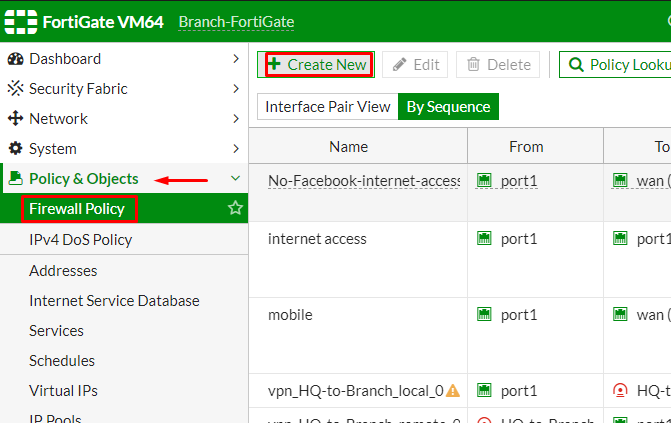 FortiGate VM64 Branch-FortiGate
Dashboard
Security Fabric
Network
System
Policy & Objects
Firewall Policy
IPv4 DoS Policy
Addresses
Internet Service Database
Services
Schedules
Virtual IPs
IP Pools
+ Create New Edit Delete Policy Looku
Interface Pair View By Sequence
Name From To
No-Facebook-internet-access port1 wan (
internet access port1 port1
mobile port1 wan (
vpn_HQ-to-Branch_local_0 port1 HQ-t
vpn_HQ-to-Branch_remote_0 HQ-to-Branch port1